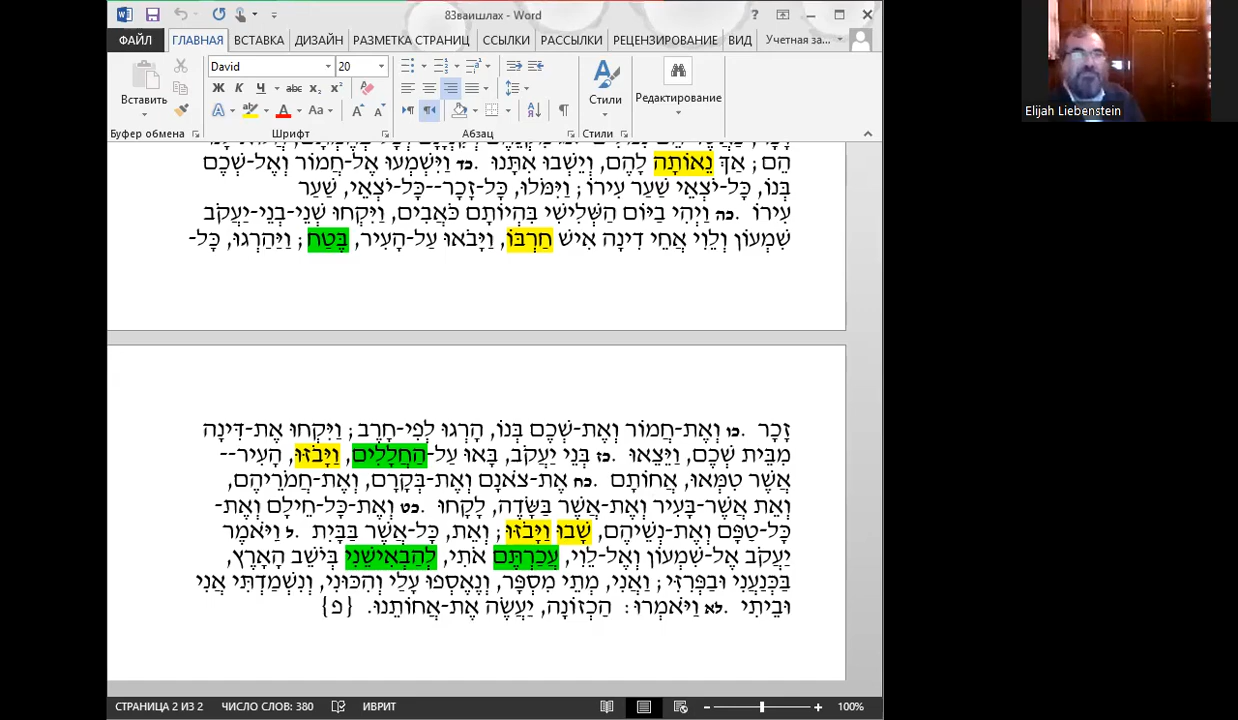 83ваишлах - Word
ФАЙЛ ГЛАВНАЯ ВСТАВКА ДИЗАЙН РАЗМЕТКА СТРАНИЦ ССЫЛКИ РАССЫЛКИ РЕЦЕНЗИРОВАНИЕ ВИД Учетная за...
Elijah Liebenstein
David 20
Вставить
Стили
Редактирование
Буфер обмена Шрифт Абзац Стили
הֵם; אַךְ נֵאוֹתָה לָהֶם, וְיֵשְׁבוּ אִתָּנוּ. כד וַיִּשְׁמְעוּ אֶל-חֲמוֹר וְאֶל-שְׁכֶם
בְּנוֹ, כָּל-יֹצְאֵי שַׁעַר עִירוֹ; וַיִּמֹּלוּ, כָּל-זָכָר--כָּל-יֹצְאֵי, שַׁעַר
עִירוֹ. כה וַיְהִי בַיּוֹם הַשְּׁלִישִׁי בִּהְיוֹתָם כֹּאֲבִים, וַיִּקְחוּ שְׁנֵי-בְנֵי-יַעֲקֹב
שִׁמְעוֹן וְלֵוִי אֲחֵי דִינָה אִישׁ חַרְבּוֹ, וַיָּבֹאוּ עַל-הָעִיר, בֶּטַח; וַיַּהַרְגוּ, כָּל-
זָכָר. כו וְאֶת-חֲמוֹר וְאֶת-שְׁכֶם בְּנוֹ, הָרְגוּ לְפִי-חָרֶב; וַיִּקְחוּ אֶת-דִּינָה
מִבֵּית שְׁכֶם, וַיֵּצֵאוּ. כז בְּנֵי יַעֲקֹב, בָּאוּ עַל-הַחֲלָלִים, וַיָּבֹזּוּ, הָעִיר--
אֲשֶׁר טִמְּאוּ, אֲחוֹתָם. כח אֶת-צֹאנָם וְאֶת-בְּקָרָם, וְאֶת-חֲמֹרֵיהֶם,
וְאֵת אֲשֶׁר-בָּעִיר וְאֶת-אֲשֶׁר בַּשָּׂדֶה, לָקָחוּ. כט וְאֶת-כָּל-חֵילָם וְאֶת-
כָּל-טַפָּם וְאֶת-נְשֵׁיהֶם, שָׁבוּ וַיָּבֹזּוּ; וְאֵת, כָּל-אֲשֶׁר בַּבָּיִת. ל וַיֹּאמֶר
יַעֲקֹב אֶל-שִׁמְעוֹן וְאֶל-לֵוִי, עֲכַרְתֶּם אֹתִי, לְהַבְאִישֵׁנִי בְּיֹשֵׁב הָאָרֶץ,
בַּכְּנַעֲנִי וּבַפְּרִזִּי; וַאֲנִי, מְתֵי מִסְפָּר, וְנֶאֶסְפוּ עָלַי וְהִכּוּנִי, וְנִשְׁמַדְתִּי אֲנִי
וּבֵיתִי. לא וַיֹּאמְרוּ: הַכְזוֹנָה, יַעֲשֶׂה אֶת-אֲחוֹתֵנוּ. {פ}
СТРАНИЦА 2 ИЗ 2 ЧИСЛО СЛОВ: 380 ИВРИТ 100%